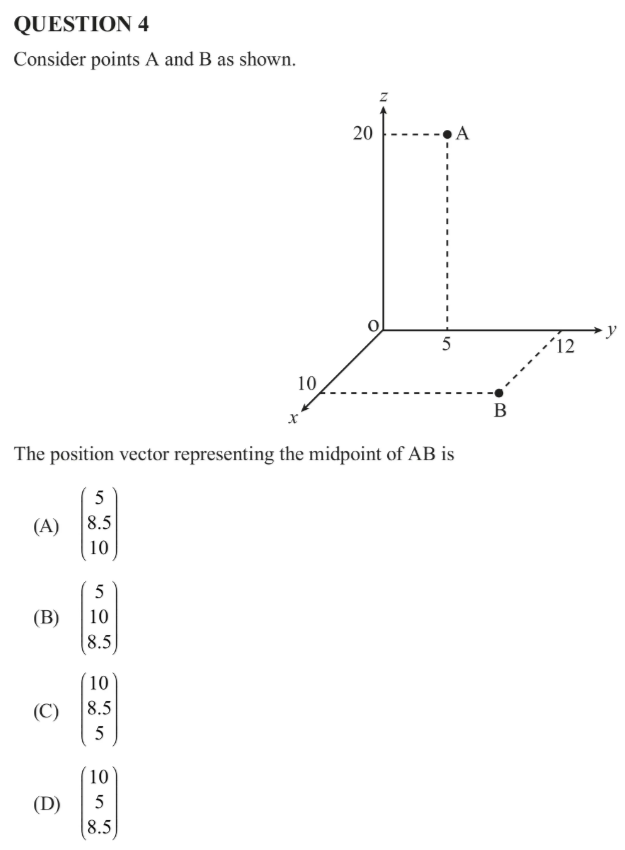 QUESTION 4
Consider points A and B as shown.
z
20
A
O
5
12
y
10
x
B
The position vector representing the midpoint of AB is
(A)
5
8.5
10
(B)
5
10
8.5
(C)
10
8.5
5
(D)
10
5
8.5